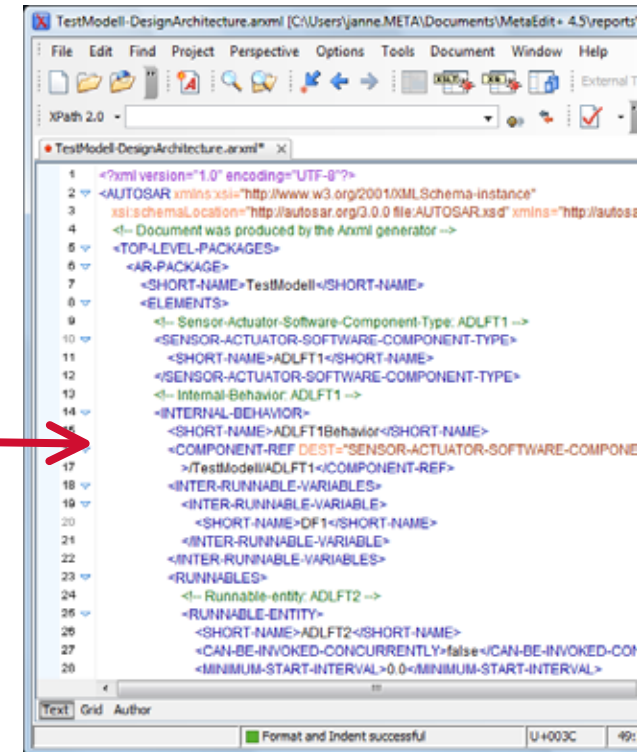 TestModell-DesignArchitecture.arxml [C:\Users\janne.META\Documents\MetaEdit+ 4.5\reports\
File Edit Find Project Perspective Options Tools Document Window Help
External T
XPath 2.0
TestModell-DesignArchitecture.arxml* ×
1 <?xml version="1.0" encoding="UTF-8"?>
2 <AUTOSAR xmlns:xsi="http://www.w3.org/2001/XMLSchema-instance"
3 xsi:schemaLocation="http://autosar.org/3.0.0 file:AUTOSAR.xsd" xmlns="http://autosa
4 <!-- Document was produced by the Arxml generator -->
5 <TOP-LEVEL-PACKAGES>
6 <AR-PACKAGE>
7 <SHORT-NAME>TestModell</SHORT-NAME>
8 <ELEMENTS>
9 <!-- Sensor-Actuator-Software-Component-Type: ADLFT1 -->
10 <SENSOR-ACTUATOR-SOFTWARE-COMPONENT-TYPE>
11 <SHORT-NAME>ADLFT1</SHORT-NAME>
12 </SENSOR-ACTUATOR-SOFTWARE-COMPONENT-TYPE>
13 <!-- Internal-Behavior: ADLFT1 -->
14 <INTERNAL-BEHAVIOR>
<SHORT-NAME>ADLFT1Behavior</SHORT-NAME>
<COMPONENT-REF DEST="SENSOR-ACTUATOR-SOFTWARE-COMPONE
17 >/TestModell/ADLFT1</COMPONENT-REF>
18 <INTER-RUNNABLE-VARIABLES>
19 <INTER-RUNNABLE-VARIABLE>
20 <SHORT-NAME>DF1</SHORT-NAME>
21 </INTER-RUNNABLE-VARIABLE>
22 </INTER-RUNNABLE-VARIABLES>
23 <RUNNABLES>
24 <!-- Runnable-entity: ADLFT2 -->
25 <RUNNABLE-ENTITY>
26 <SHORT-NAME>ADLFT2</SHORT-NAME>
27 <CAN-BE-INVOKED-CONCURRENTLY>false</CAN-BE-INVOKED-CON
28 <MINIMUM-START-INTERVAL>0.0</MINIMUM-START-INTERVAL>
Text Grid Author
Format and Indent successful U+003C 49: